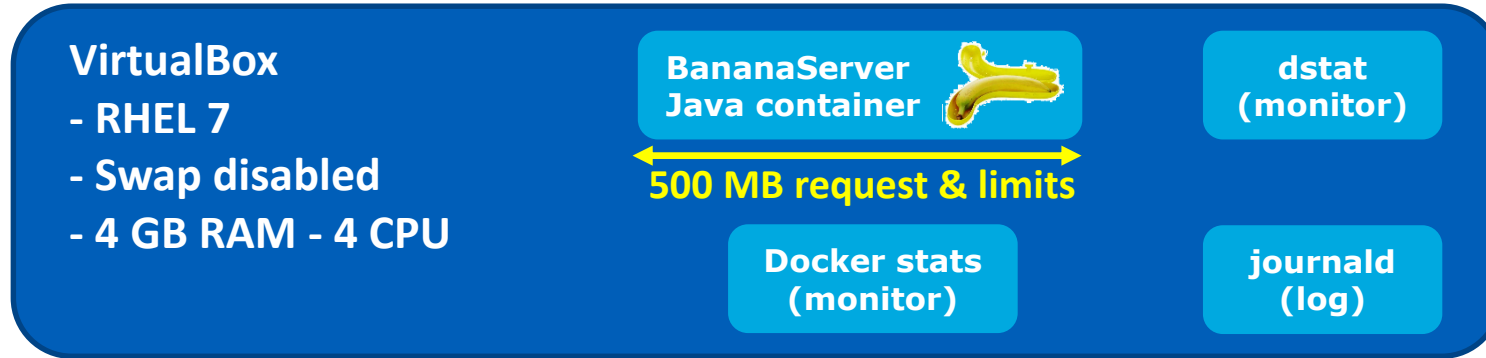 VirtualBox
- RHEL 7
- Swap disabled
- 4 GB RAM - 4 CPU
BananaServer
Java container
500 MB request & limits
Docker stats
(monitor)
dstat
(monitor)
journald
(log)